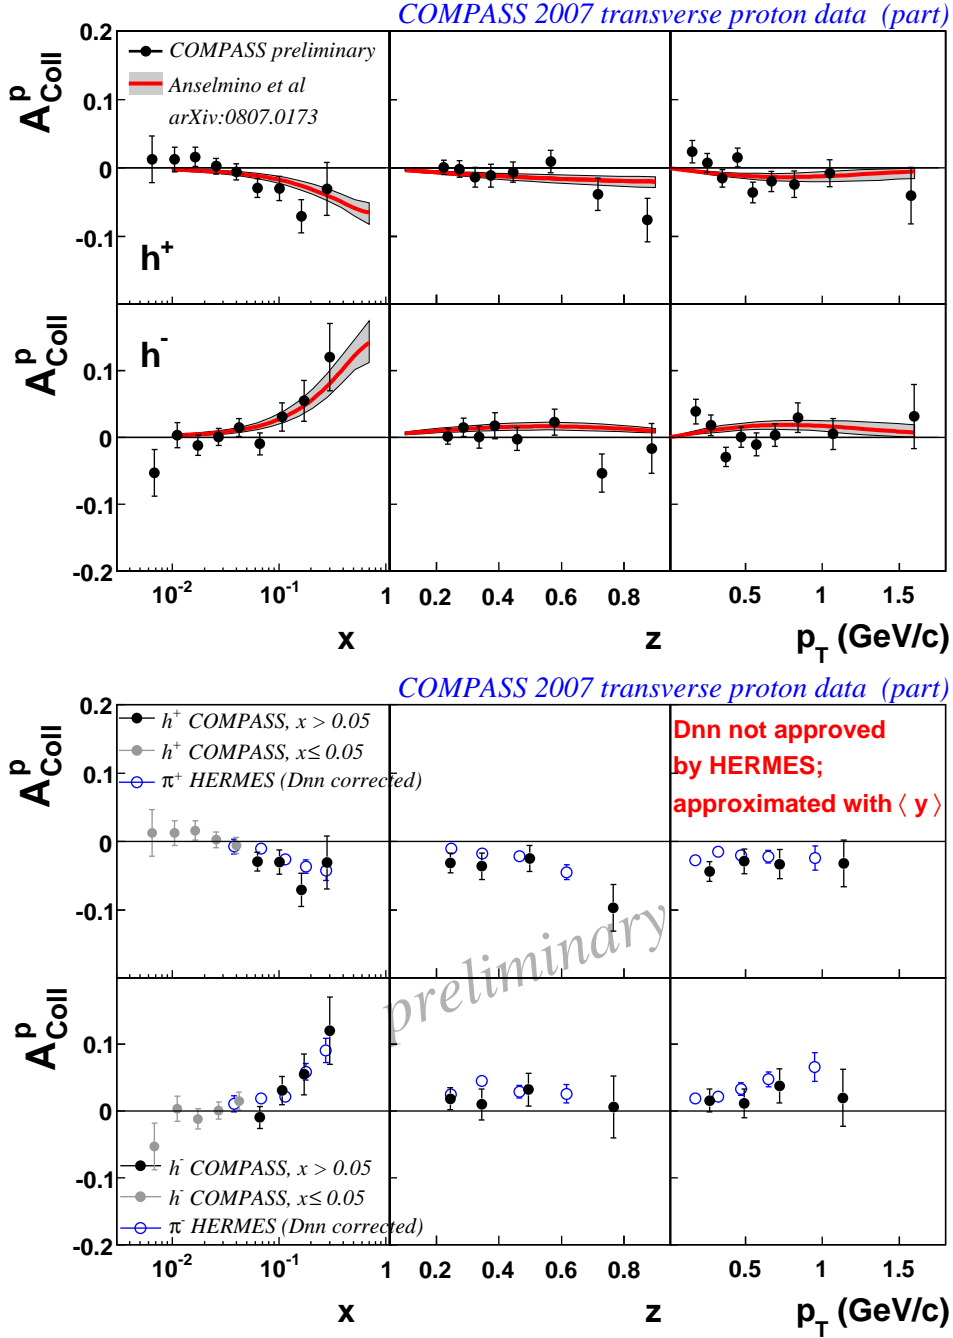 COMPASS 2007 transverse proton data (part)
A^p_Coll
0.2
0.1
0
-0.1
COMPASS preliminary
Anselmino et al
arXiv:0807.0173
h⁺
A^p_Coll
0.1
0
-0.1
-0.2
h⁻
10⁻² 10⁻¹ 1
0.2 0.4 0.6 0.8
0.5 1 1.5
x
z
p_T (GeV/c)
COMPASS 2007 transverse proton data (part)
A^p_Coll
0.2
0.1
0
-0.1
h⁺ COMPASS, x > 0.05
h⁺ COMPASS, x ≤ 0.05
π⁺ HERMES (Dnn corrected)
Dnn not approved
by HERMES;
approximated with ⟨ y ⟩
preliminary
A^p_Coll
0.1
0
-0.1
-0.2
h⁻ COMPASS, x > 0.05
h⁻ COMPASS, x ≤ 0.05
π⁻ HERMES (Dnn corrected)
10⁻² 10⁻¹ 1
0.2 0.4 0.6 0.8
0.5 1 1.5
x
z
p_T (GeV/c)